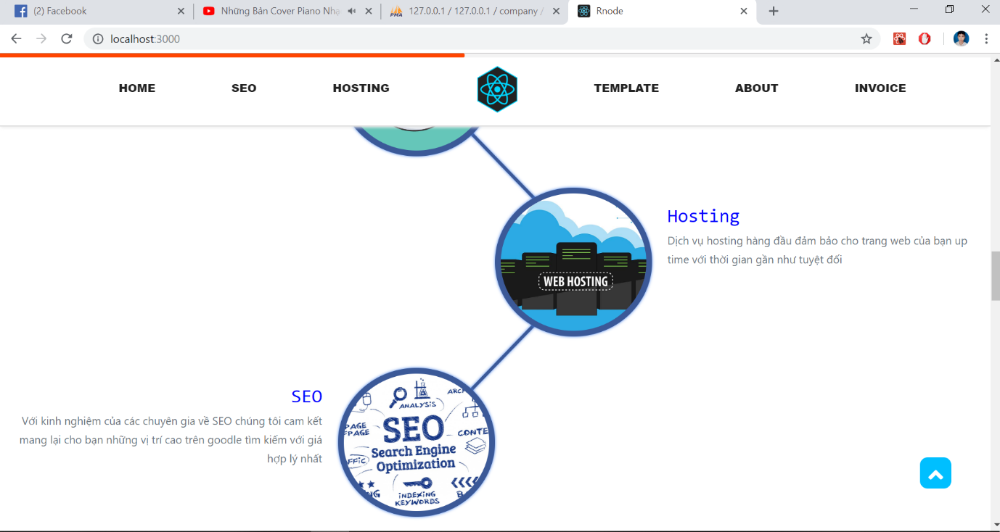 (2) Facebook
Những Bản Cover Piano Nhạ
PMA
127.0.0.1 / 127.0.0.1 / company /
Rnode
localhost:3000
HOME
SEO
HOSTING
TEMPLATE
ABOUT
INVOICE
Hosting
Dịch vụ hosting hàng đầu đảm bảo cho trang web của bạn up
time với thời gian gần như tuyệt đối
WEB HOSTING
SEO
Với kinh nghiệm của các chuyên gia về SEO chúng tôi cam kết
mang lại cho bạn những vị trí cao trên goodle tìm kiếm với giá
hợp lý nhất
ARC
ANALYSIS
PAGE
PAGE
SEO
CONTE
Search Engine
Optimization
FFIC
NG
INDEXING
KEYWORDS
B